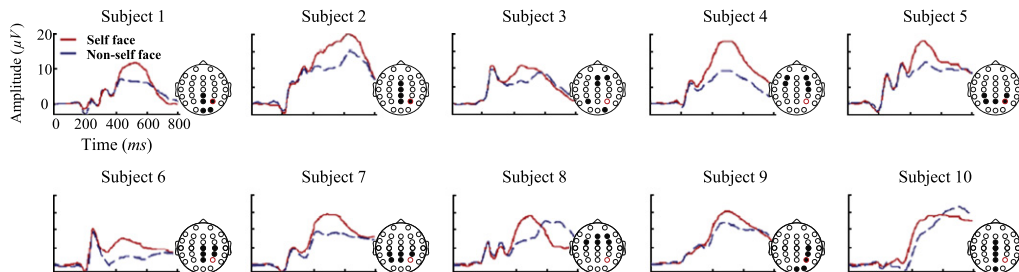 Subject 1
Subject 2
Subject 3
Subject 4
Subject 5
Amplitude (µV)
20
10
0
Self face
Non-self face
0 200 400 600 800
Time (ms)
Subject 6
Subject 7
Subject 8
Subject 9
Subject 10